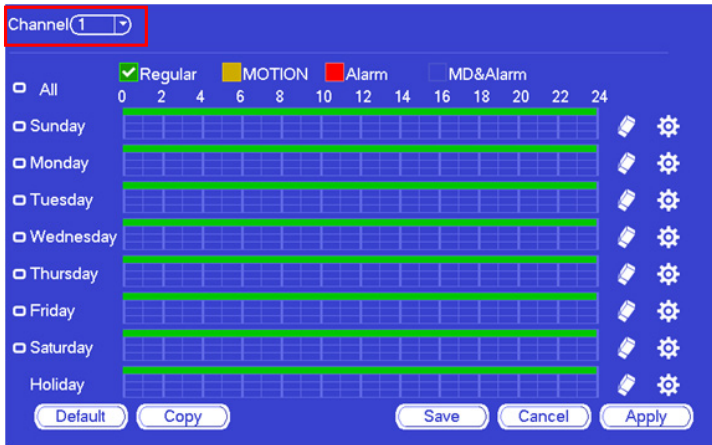 Channel 1
Regular MOTION Alarm MD&Alarm
All
0 2 4 6 8 10 12 14 16 18 20 22 24
Sunday
Monday
Tuesday
Wednesday
Thursday
Friday
Saturday
Holiday
Default Copy Save Cancel Apply